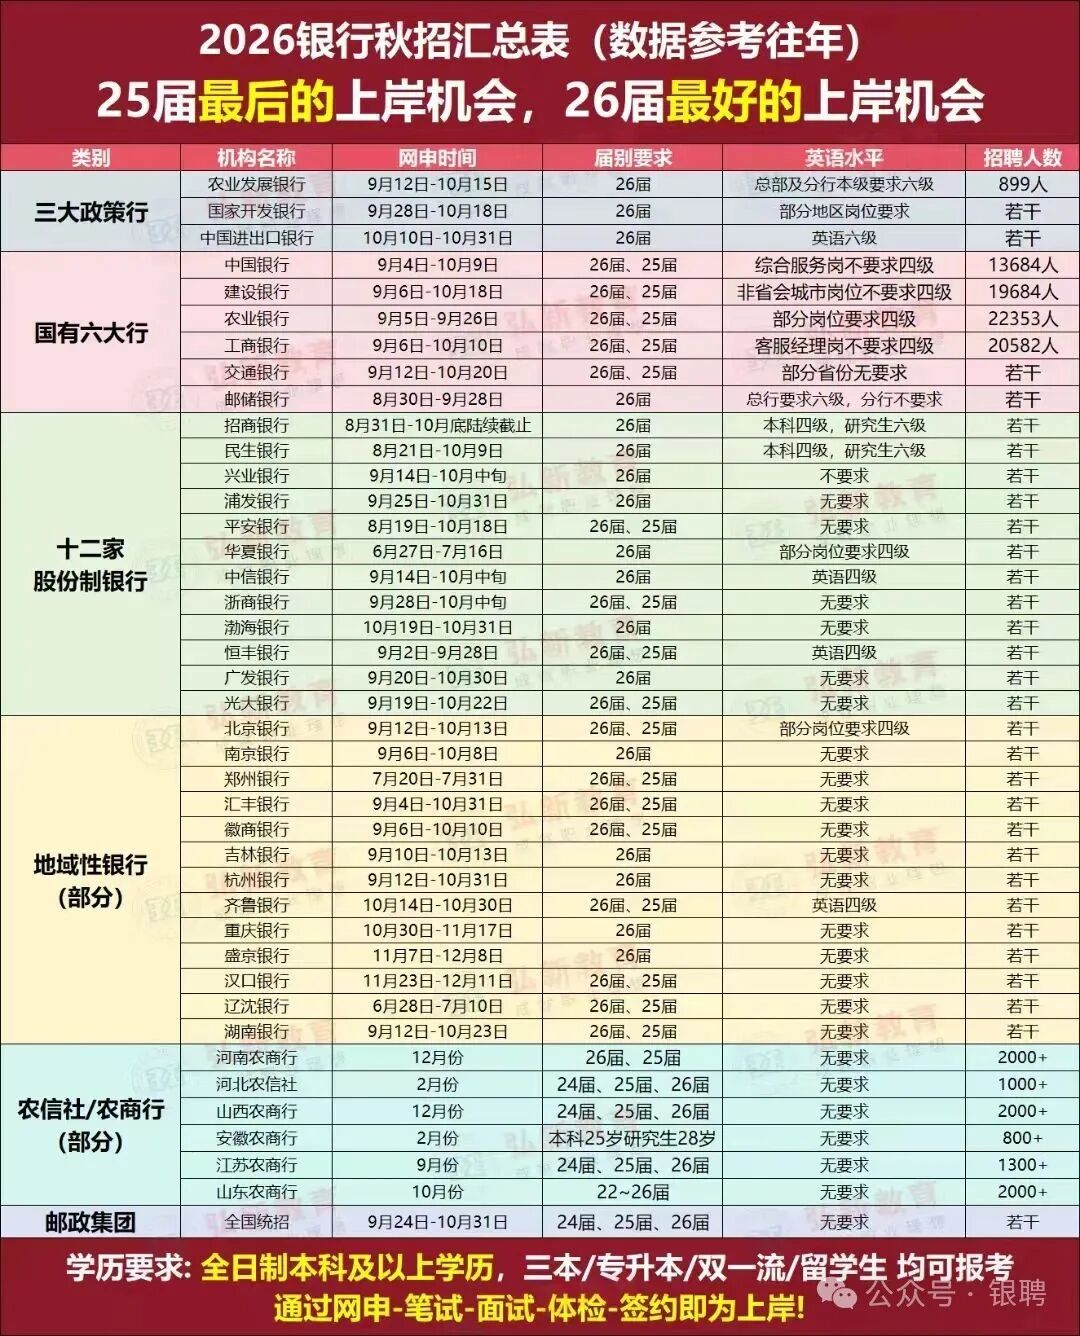 2026银行秋招汇总表（数据参考往年）
25届最后的上岸机会，26届最好的上岸机会
类别 机构名称 网申时间 届别要求 英语水平 招聘人数
三大政策行
农业发展银行 9月12日-10月15日 26届 总部及分行本级要求六级 899人
国家开发银行 9月28日-10月18日 26届 部分地区岗位要求 若干
中国进出口银行 10月10日-10月31日 26届 英语六级 若干
国有六大行
中国银行 9月4日-10月9日 26届、25届 综合服务岗不要求四级 13684人
建设银行 9月6日-10月18日 26届、25届 非省会城市岗位不要求四级 19684人
农业银行 9月5日-9月26日 26届、25届 部分岗位要求四级 22353人
工商银行 9月6日-10月10日 26届、25届 客服经理岗不要求四级 20582人
交通银行 9月12日-10月20日 26届、25届 部分省份无要求 若干
邮储银行 8月30日-9月28日 26届 总行要求六级，分行不要求 若干
十二家
股份制银行
招商银行 8月31日-10月底陆续截止 26届 本科四级，研究生六级 若干
民生银行 8月21日-10月9日 26届 本科四级，研究生六级 若干
兴业银行 9月14日-10月中旬 26届 不要求 若干
浦发银行 9月25日-10月31日 26届 无要求 若干
平安银行 8月19日-10月18日 26届、25届 无要求 若干
华夏银行 6月27日-7月16日 26届 部分岗位要求四级 若干
中信银行 9月14日-10月中旬 26届 英语四级 若干
浙商银行 9月28日-10月中旬 26届、25届 无要求 若干
渤海银行 10月19日-10月31日 26届 无要求 若干
恒丰银行 9月2日-9月28日 26届、25届 英语四级 若干
广发银行 9月20日-10月30日 26届 无要求 若干
光大银行 9月19日-10月22日 26届、25届 无要求 若干
地域性银行
（部分）
北京银行 9月12日-10月13日 26届、25届 部分岗位要求四级 若干
南京银行 9月6日-10月8日 26届 无要求 若干
郑州银行 7月20日-7月31日 26届、25届 无要求 若干
汇丰银行 9月4日-10月31日 26届、25届 无要求 若干
徽商银行 9月6日-10月10日 26届、25届 无要求 若干
吉林银行 9月10日-10月13日 26届 无要求 若干
杭州银行 9月12日-10月31日 26届 无要求 若干
齐鲁银行 10月14日-10月30日 26届、25届 英语四级 若干
重庆银行 10月30日-11月17日 26届 无要求 若干
盛京银行 11月7日-12月8日 26届 无要求 若干
汉口银行 11月23日-12月11日 26届、25届 无要求 若干
辽沈银行 6月28日-7月10日 26届、25届 无要求 若干
湖南银行 9月12日-10月23日 26届、25届 无要求 若干
农信社/农商行
（部分）
河南农商行 12月份 26届、25届 无要求 2000+
河北农信社 2月份 24届、25届、26届 无要求 1000+
山西农商行 12月份 24届、25届、26届 无要求 2000+
安徽农商行 2月份 本科25岁研究生28岁 无要求 800+
江苏农商行 9月份 24届、25届、26届 无要求 1300+
山东农商行 10月份 22~26届 无要求 2000+
邮政集团 全国统招 9月24日-10月31日 24届、25届、26届 无要求 若干
学历要求: 全日制本科及以上学历，三本/专升本/双一流/留学生 均可报考
通过网申-笔试-面试-体检-签约即为上岸!
公众号·银聘
弘新教育